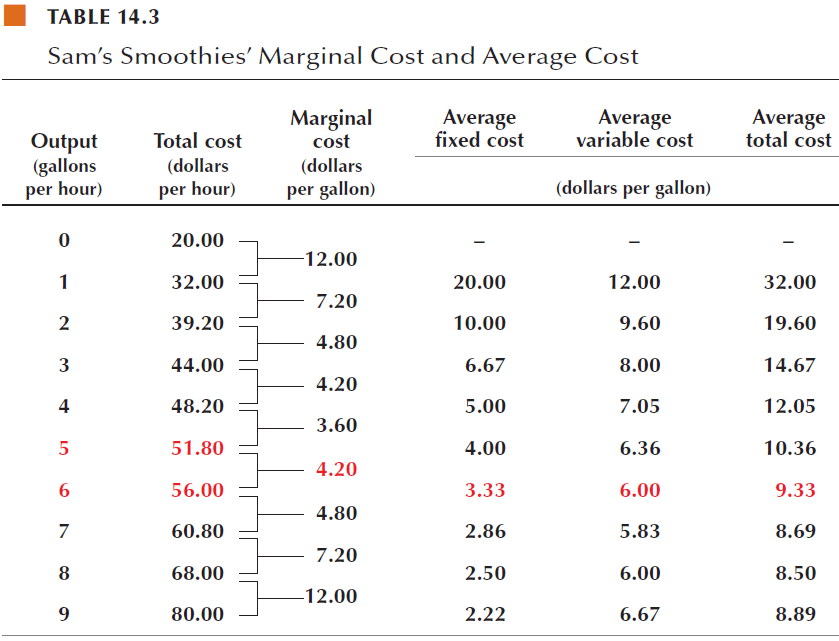 TABLE 14.3
Sam's Smoothies' Marginal Cost and Average Cost
Output (gallons per hour) Total cost (dollars per hour) Marginal cost (dollars per gallon) Average fixed cost Average variable cost Average total cost
(dollars per gallon)
0 20.00 – – –
12.00
1 32.00 20.00 12.00 32.00
7.20
2 39.20 10.00 9.60 19.60
4.80
3 44.00 6.67 8.00 14.67
4.20
4 48.20 5.00 7.05 12.05
3.60
5 51.80 4.00 6.36 10.36
4.20
6 56.00 3.33 6.00 9.33
4.80
7 60.80 2.86 5.83 8.69
7.20
8 68.00 2.50 6.00 8.50
12.00
9 80.00 2.22 6.67 8.89